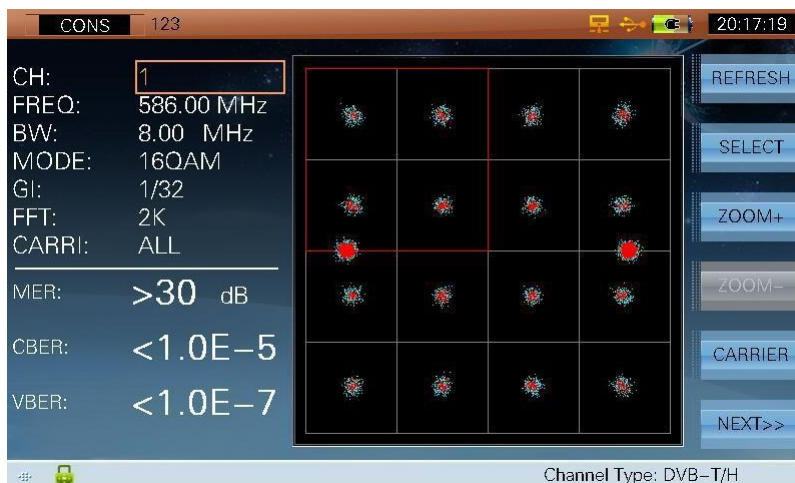 CONS 123 20:17:19
CH: 1
FREQ: 586.00 MHz
BW: 8.00 MHz
MODE: 16QAM
GI: 1/32
FFT: 2K
CARRI: ALL
MER: >30 dB
CBER: <1.0E-5
VBER: <1.0E-7
REFRESH
SELECT
ZOOM+
ZOOM-
CARRIER
NEXT>>
Channel Type: DVB-T/H